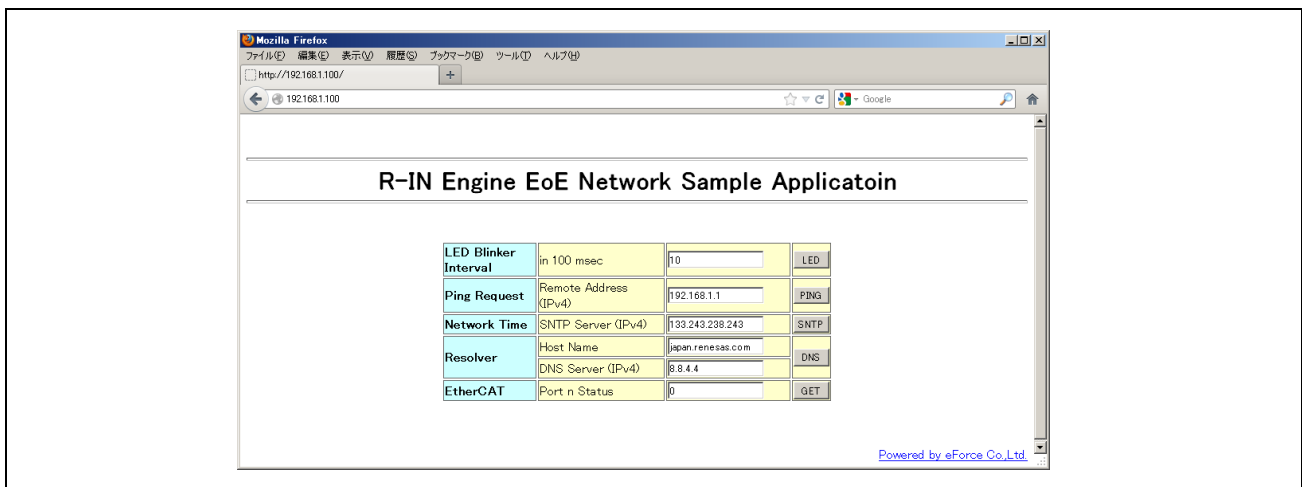 Mozilla Firefox
ファイル(F) 編集(E) 表示(V) 履歴(S) ブックマーク(B) ツール(T) ヘルプ(H)
http://192.168.1.100/ +
192.168.1.100 Google
R-IN Engine EoE Network Sample Applicatoin
LED Blinker Interval
in 100 msec
10
LED
Ping Request
Remote Address (IPv4)
192.168.1.1
PING
Network Time
SNTP Server (IPv4)
133.243.238.243
SNTP
Resolver
Host Name
japan.renesas.com
DNS
DNS Server (IPv4)
8.8.4.4
EtherCAT
Port n Status
0
GET
Powered by eForce Co.,Ltd.